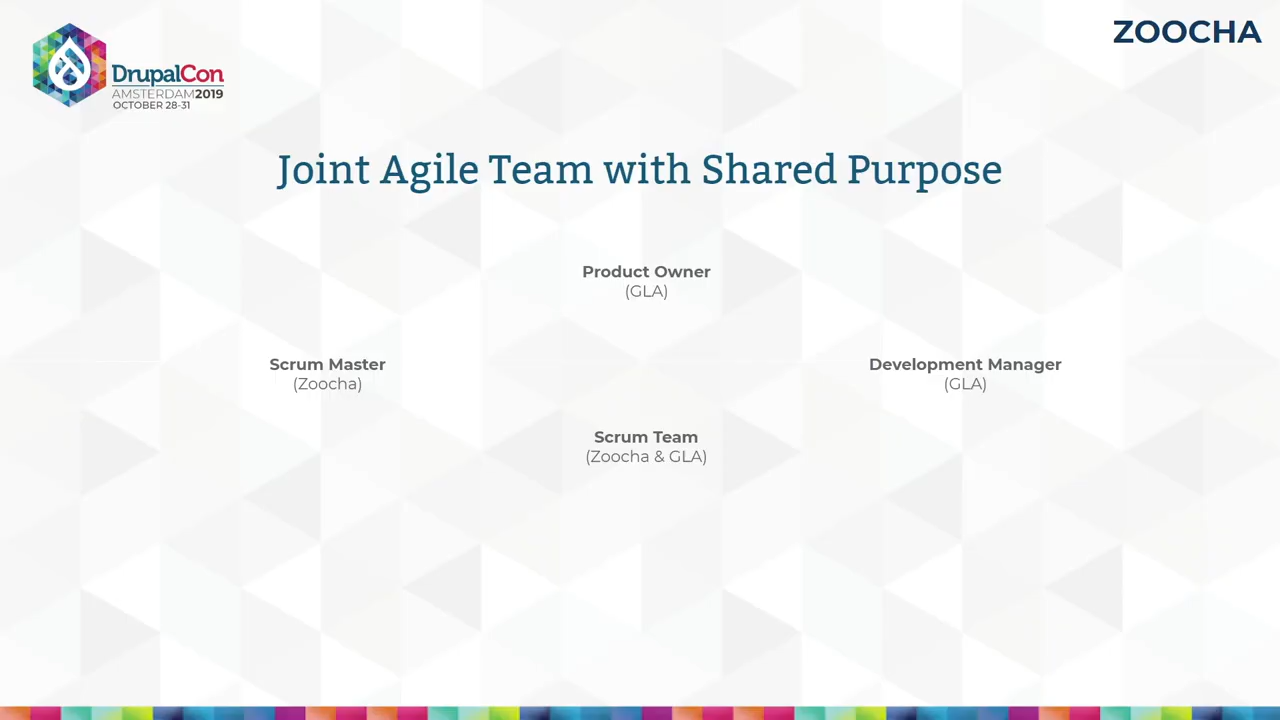 ZOOCHA
DrupalCon
AMSTERDAM2019
OCTOBER 28-31
Joint Agile Team with Shared Purpose
Product Owner
(GLA)
Scrum Master
(Zoocha)
Development Manager
(GLA)
Scrum Team
(Zoocha & GLA)